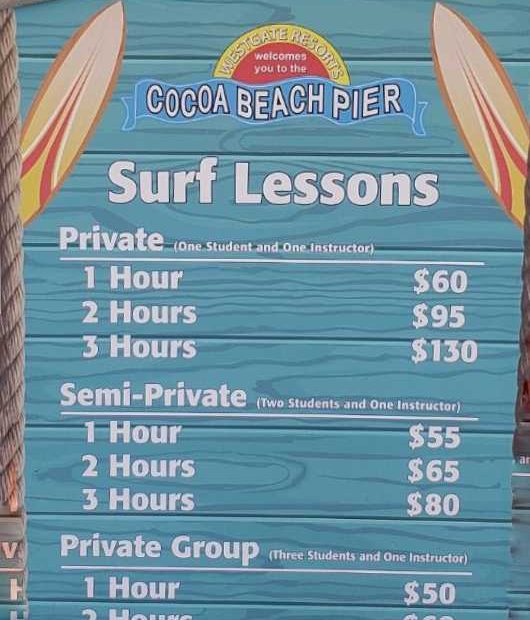 WESTGATE RESORTS
welcomes
you to the
COCOA BEACH PIER
Surf Lessons
Private (One Student and One Instructor)
1 Hour $60
2 Hours $95
3 Hours $130
Semi-Private (Two Students and One Instructor)
1 Hour $55
2 Hours $65
3 Hours $80
Private Group (Three Students and One Instructor)
1 Hour $50
2 Hours